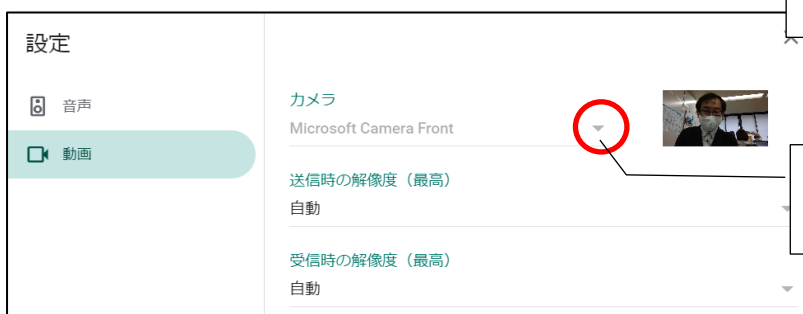 設定
音声
動画
カメラ
Microsoft Camera Front
送信時の解像度（最高）
自動
受信時の解像度（最高）
自動